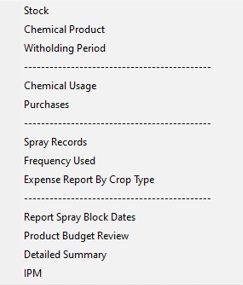 Stock
Chemical Product
Witholding Period
-------------------------------------------
Chemical Usage
Purchases
-------------------------------------------
Spray Records
Frequency Used
Expense Report By Crop Type
-------------------------------------------
Report Spray Block Dates
Product Budget Review
Detailed Summary
IPM